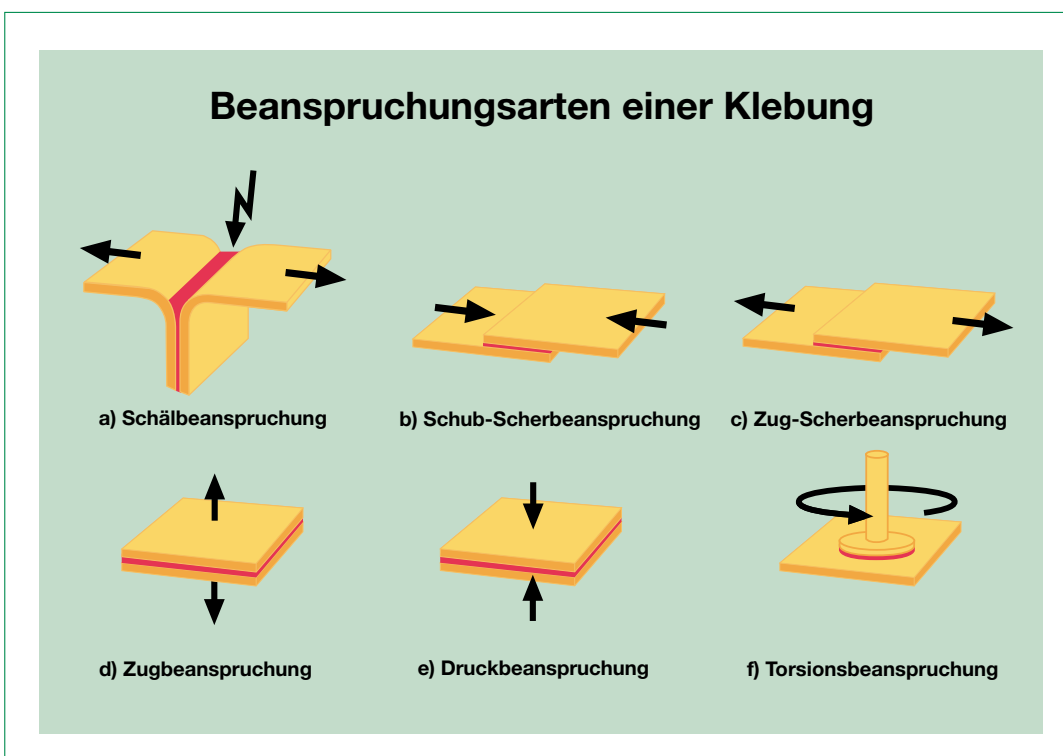 Beanspruchungsarten einer Klebung
a) Schälbeanspruchung
b) Schub-Scherbeanspruchung
c) Zug-Scherbeanspruchung
d) Zugbeanspruchung
e) Druckbeanspruchung
f) Torsionsbeanspruchung